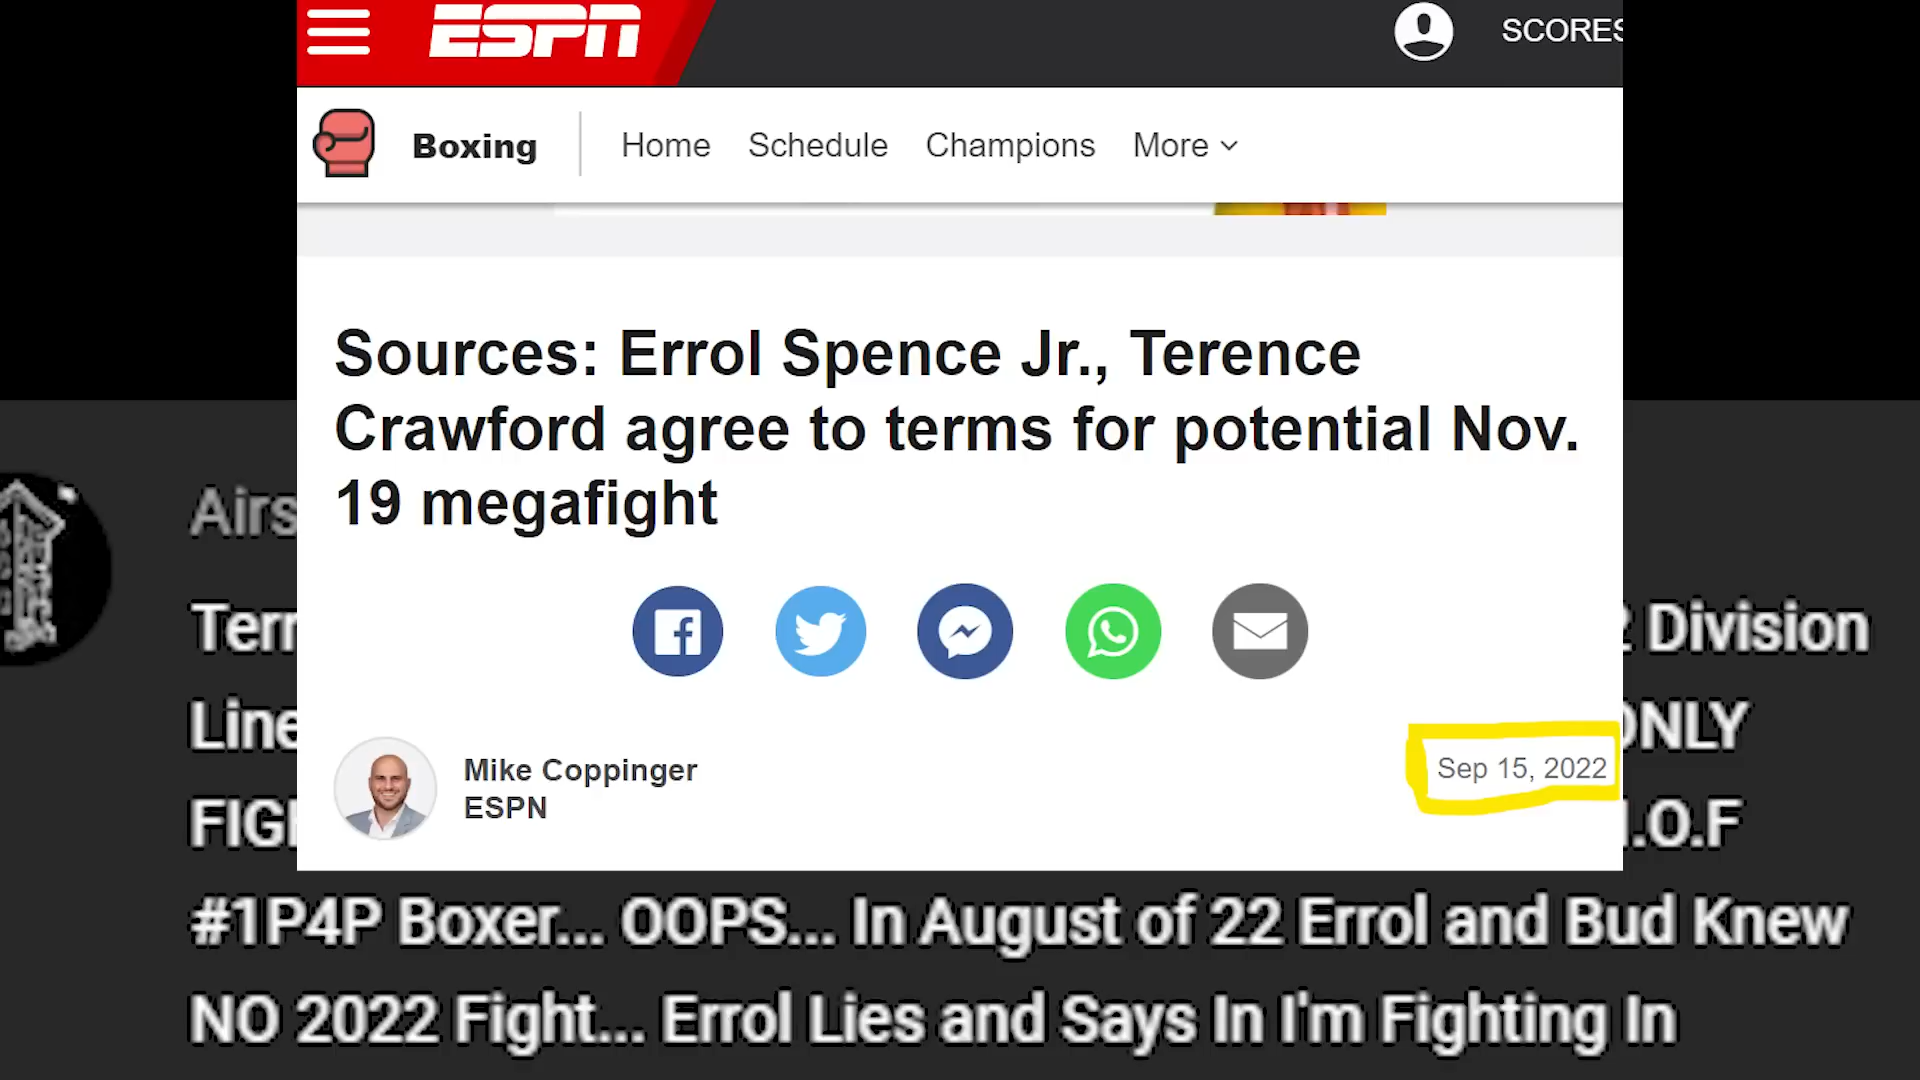 ESPN
SCORES
Boxing
Home Schedule Champions More
Sources: Errol Spence Jr., Terence
Crawford agree to terms for potential Nov.
19 megafight
Mike Coppinger
ESPN
Sep 15, 2022
Division
ONLY
#1P4P Boxer... OOPS... In August of 22 Errol and Bud Knew
NO 2022 Fight... Errol Lies and Says In I'm Fighting In